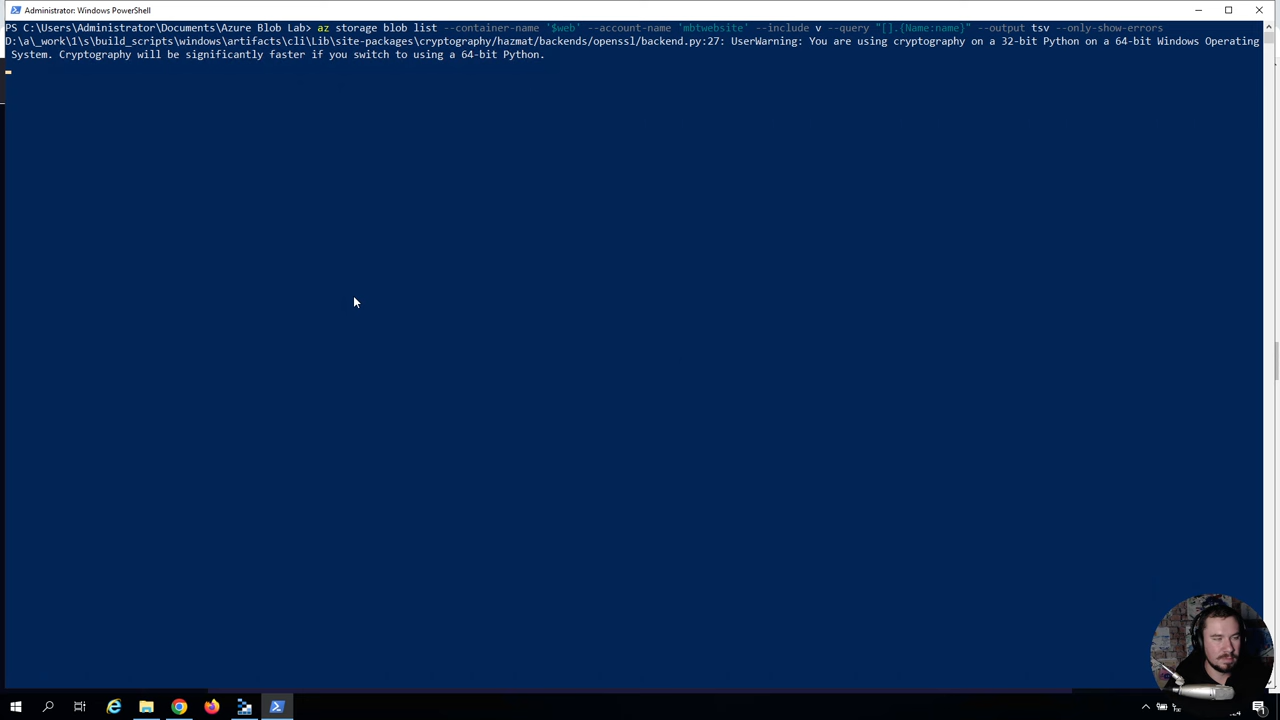 Administrator: Windows PowerShell
PS C:\Users\Administrator\Documents\Azure Blob Lab> az storage blob list --container-name '$web' --account-name 'mbtwebsite' --include v --query "[].{Name:name}" --output tsv --only-show-errors
D:\a\_work\1\s\build_scripts\windows\artifacts\cli\Lib\site-packages\cryptography/hazmat/backends/openssl/backend.py:27: UserWarning: You are using cryptography on a 32-bit Python on a 64-bit Windows Operating
System. Cryptography will be significantly faster if you switch to using a 64-bit Python.